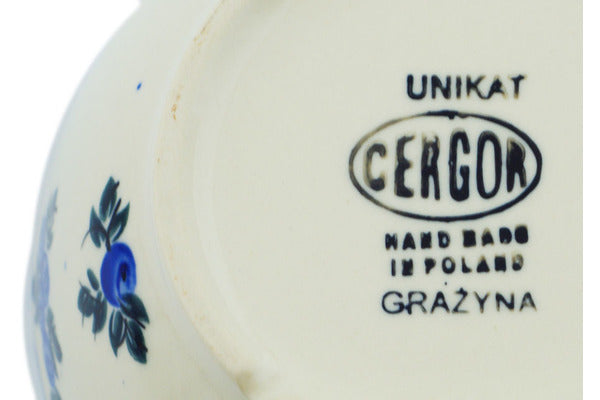 UNIKAT
CERGOR
HAND MADE
IN POLAND
GRAŻYNA